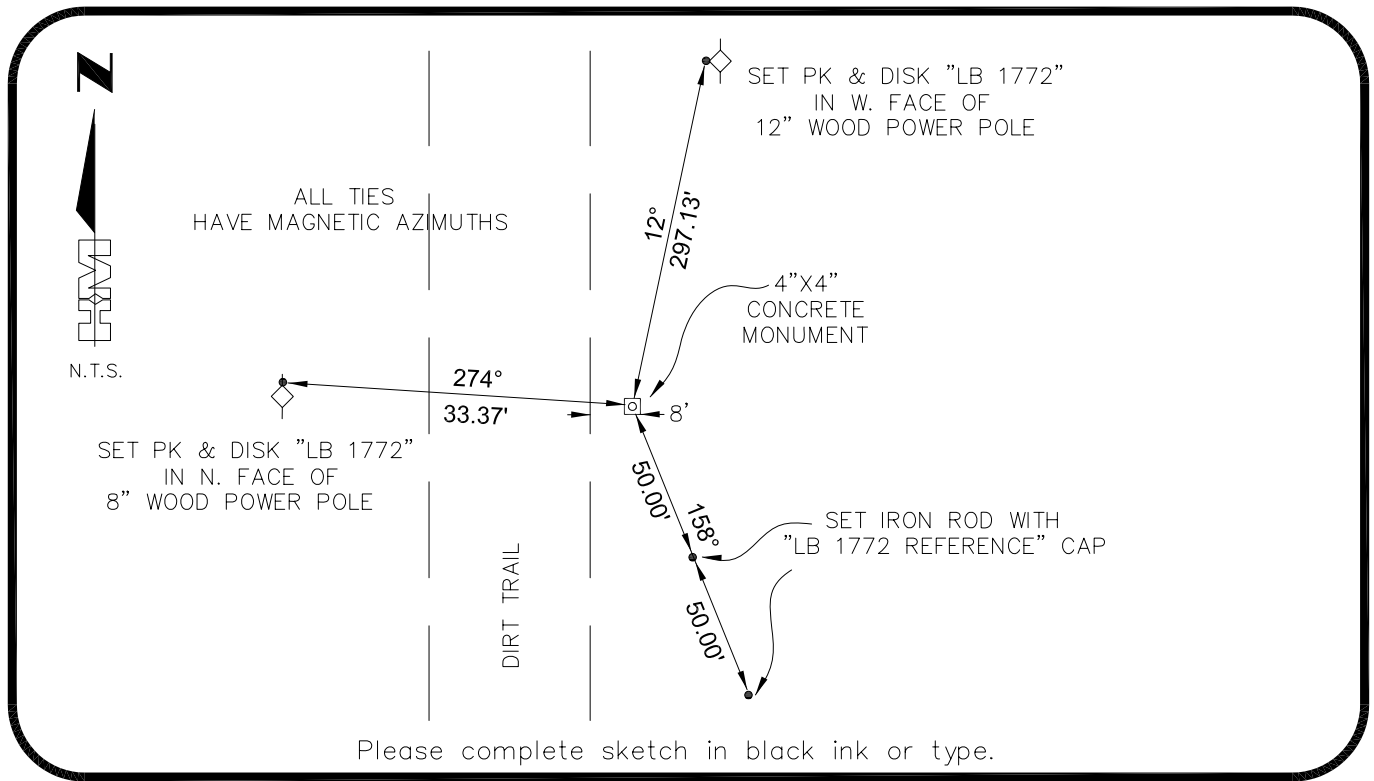 N
SET PK & DISK "LB 1772"
IN W. FACE OF
12" WOOD POWER POLE
ALL TIES
HAVE MAGNETIC AZIMUTHS
12°
297.13'
4"X4"
CONCRETE
MONUMENT
HM
N.T.S.
274°
33.37'
8'
SET PK & DISK "LB 1772"
IN N. FACE OF
8" WOOD POWER POLE
50.00'
158°
SET IRON ROD WITH
"LB 1772 REFERENCE" CAP
DIRT TRAIL
50.00'
Please complete sketch in black ink or type.